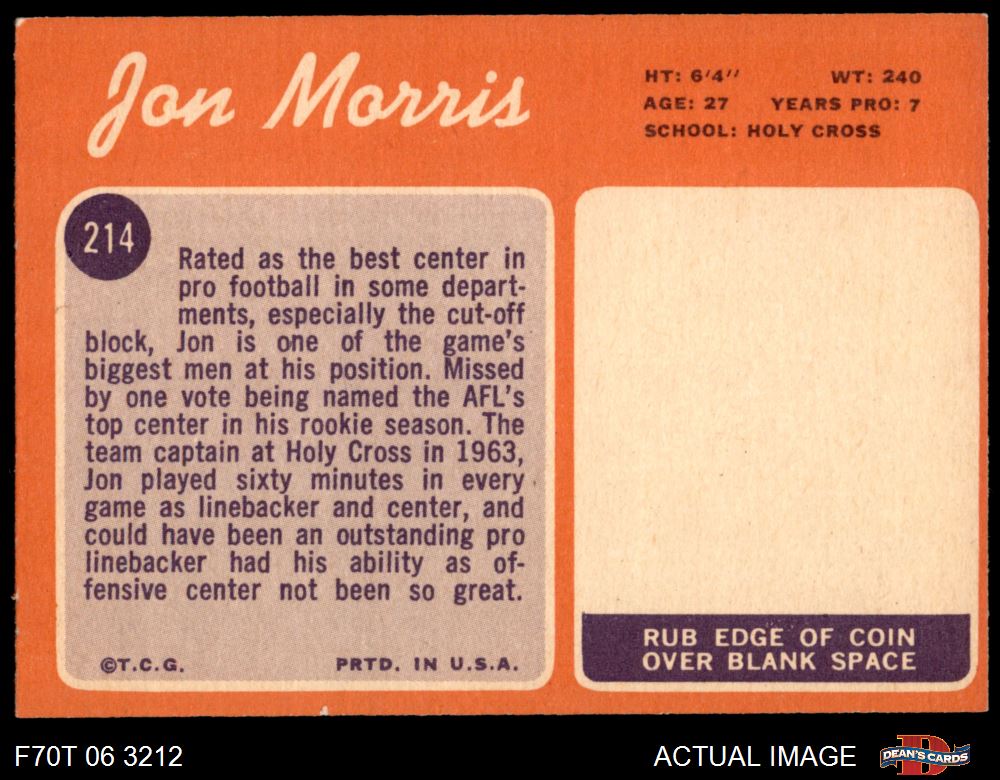 Jon Morris
HT: 6'4'' WT: 240
AGE: 27 YEARS PRO: 7
SCHOOL: HOLY CROSS
214
Rated as the best center in
pro football in some depart-
ments, especially the cut-off
block, Jon is one of the game's
biggest men at his position. Missed
by one vote being named the AFL's
top center in his rookie season. The
team captain at Holy Cross in 1963,
Jon played sixty minutes in every
game as linebacker and center, and
could have been an outstanding pro
linebacker had his ability as of-
fensive center not been so great.
©T.C.G. PRTD. IN U.S.A.
RUB EDGE OF COIN
OVER BLANK SPACE
F70T 06 3212 ACTUAL IMAGE
D
DEAN'S CARDS